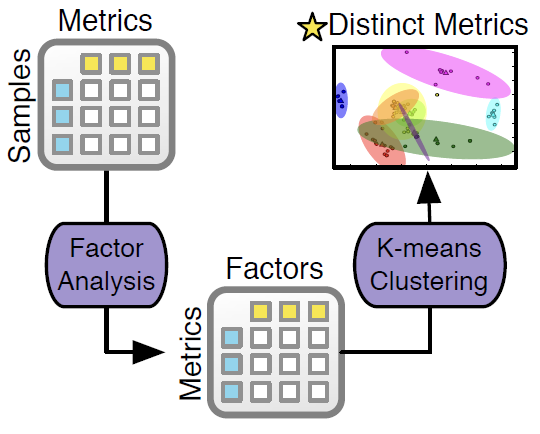 Metrics
Samples
Distinct Metrics
Factor
Analysis
K-means
Clustering
Factors
Metrics